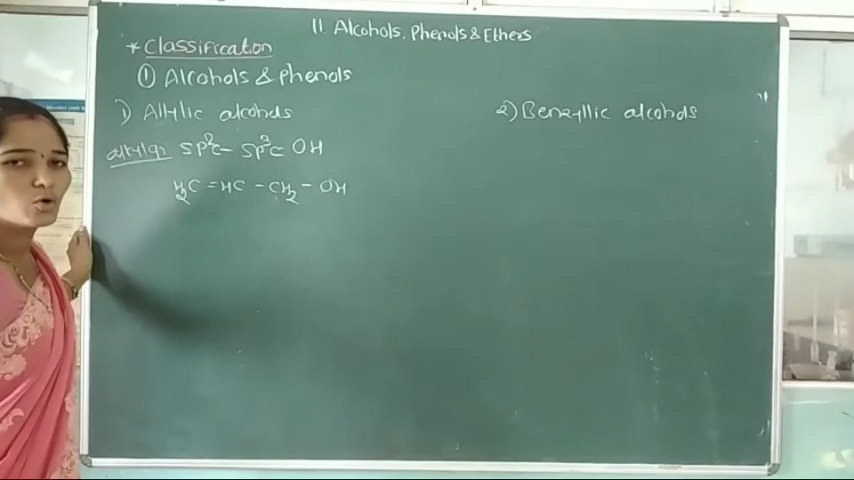 11. Alcohols, Phenols & Ethers
* Classification
① Alcohols & Phenols
1) Allylic alcohols
2) Benzyllic alcohols
SP²C - SP²C OH
H₂C = HC - CH₂ - OH